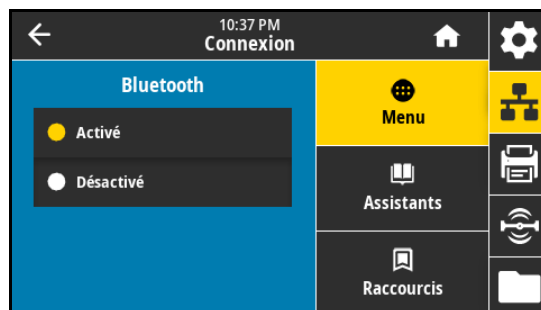 10:37 PM
Connexion
Bluetooth
Activé
Désactivé
Menu
Assistants
Raccourcis